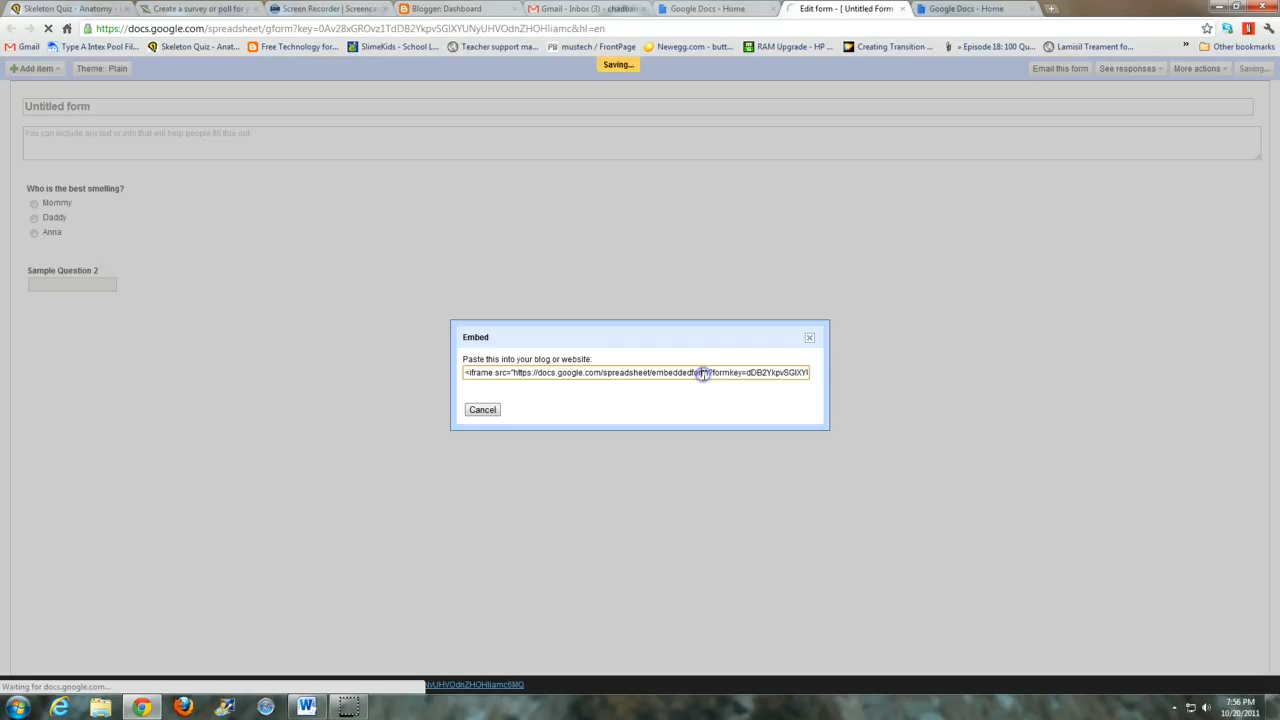 Skeleton Quiz - Anatomy
Create a survey or poll for y
Screen Recorder | Screencas
Blogger: Dashboard
Gmail - Inbox (3) - chadban
Google Docs - Home
Edit form - [ Untitled Form
Google Docs - Home
https://docs.google.com/spreadsheet/gform?key=0Av28xGROvz1TdDB2YkpvSGlXYUNyUHVOdnZHOHliamc&hl=en
Gmail
Type A Intex Pool Fil...
Skeleton Quiz - Anat...
Free Technology for...
SlimeKids - School L...
Teacher support ma...
mustech / FrontPage
Newegg.com - butt...
RAM Upgrade - HP ...
Creating Transition ...
» Episode 18: 100 Qu...
Lamisil Treament fo...
»
Other bookmarks
Add item
Theme: Plain
Saving...
Email this form
See responses
More actions
Saving...
Untitled form
You can include any text or info that will help people fill this out.
Who is the best smelling?
Mommy
Daddy
Anna
Sample Question 2
Embed
Paste this into your blog or website:
<iframe src="https://docs.google.com/spreadsheet/embeddedform?formkey=dDB2YkpvSGlXYU
Cancel
Waiting for docs.google.com...
7:56 PM
10/20/2011